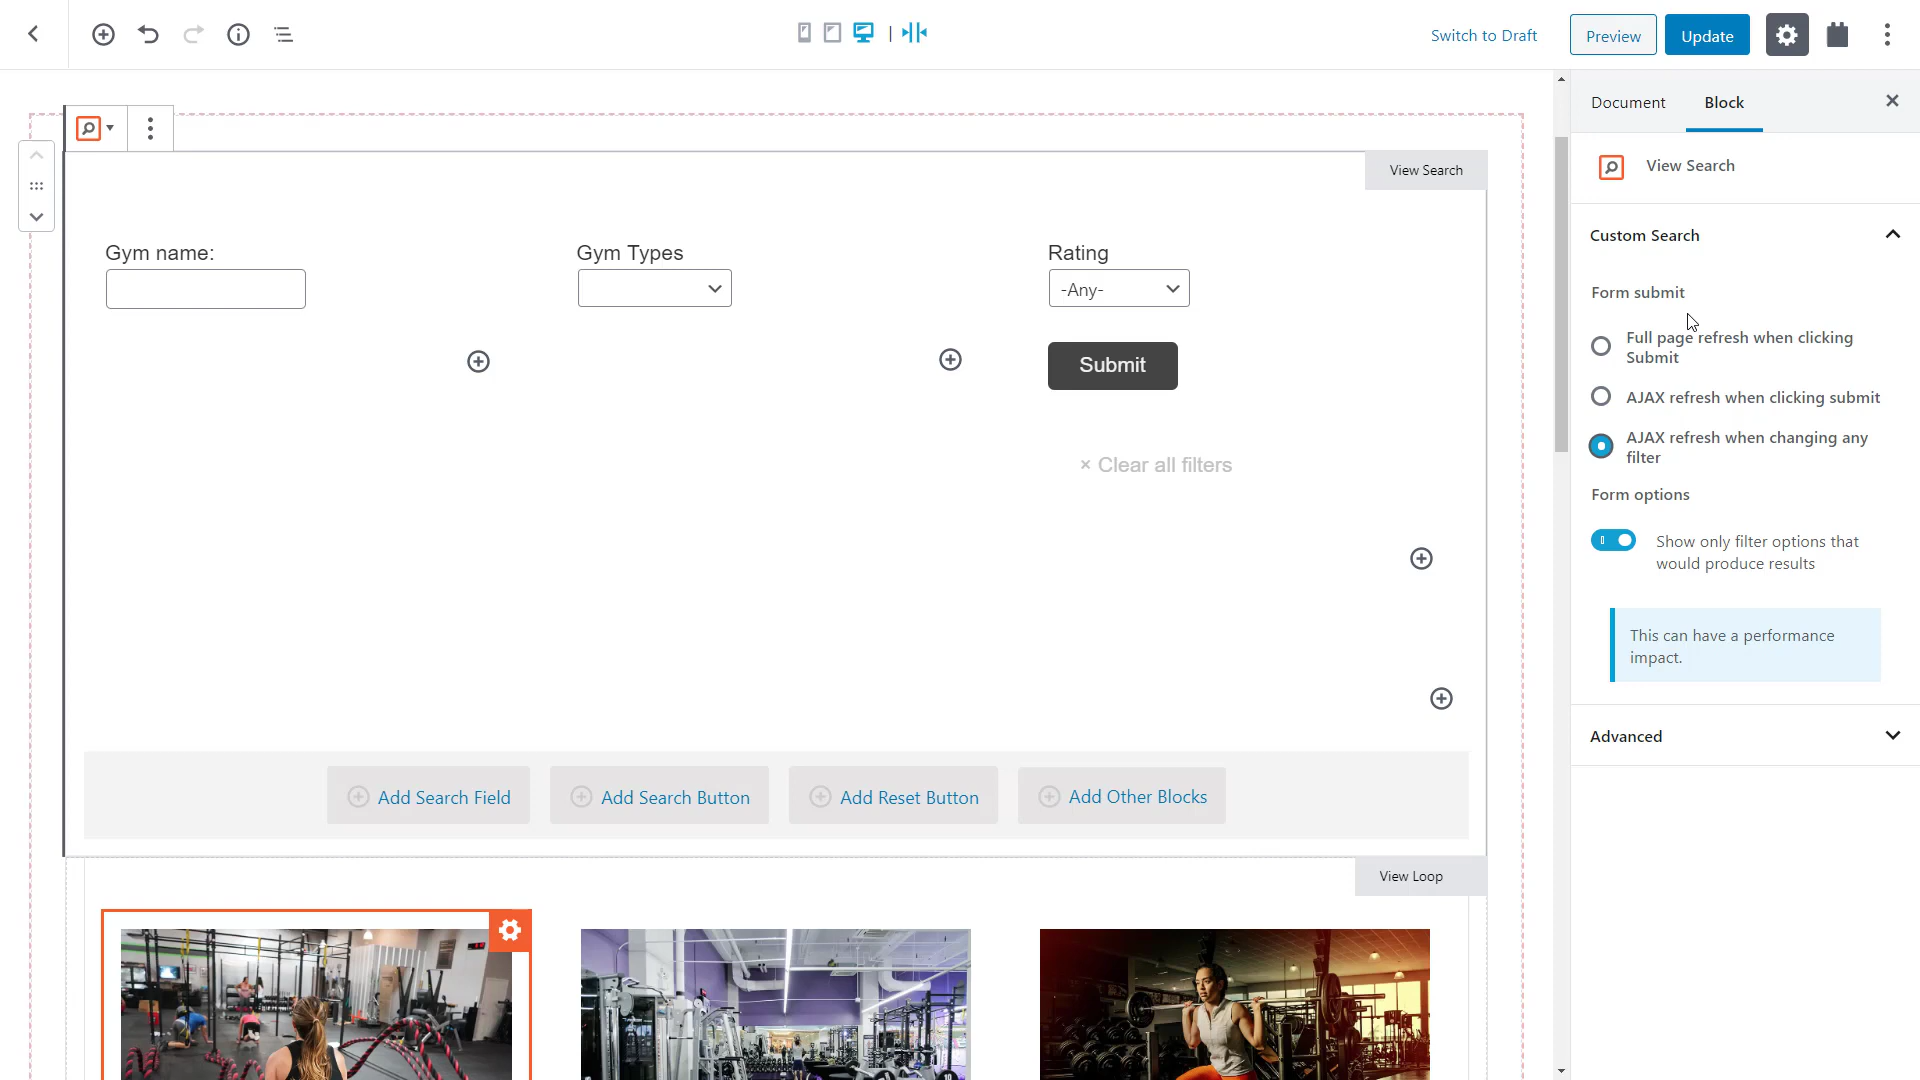 Switch to Draft
Preview
Update
Document
Block
View Search
View Search
Custom Search
Gym name:
Gym Types
Rating
-Any-
Form submit
Full page refresh when clicking
Submit
Submit
AJAX refresh when clicking submit
AJAX refresh when changing any
filter
× Clear all filters
Form options
Show only filter options that
would produce results
This can have a performance
impact.
Advanced
Add Search Field
Add Search Button
Add Reset Button
Add Other Blocks
View Loop